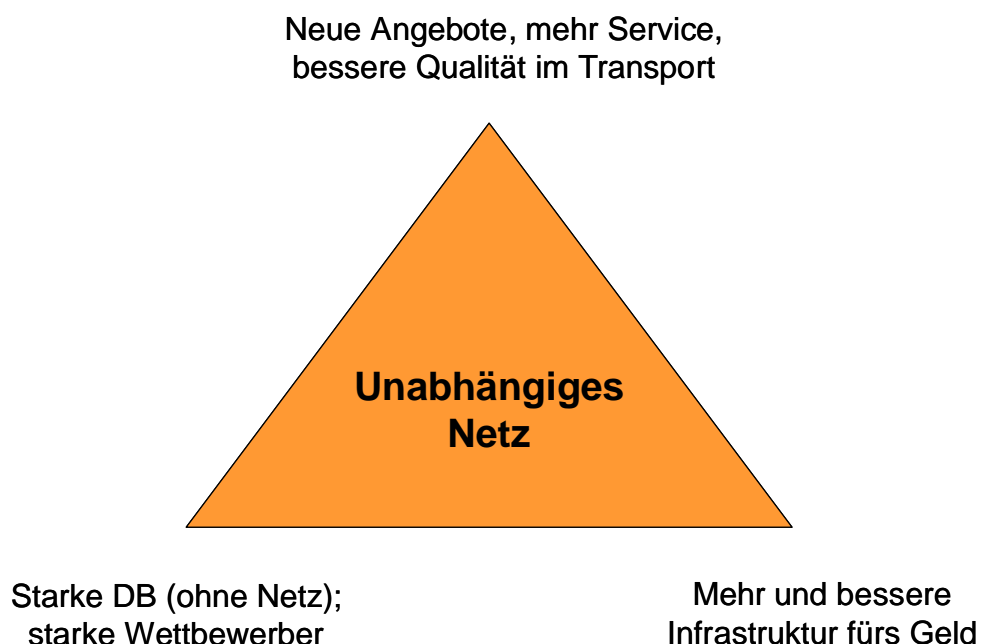 Neue Angebote, mehr Service,
bessere Qualität im Transport
Unabhängiges
Netz
Starke DB (ohne Netz);
starke Wettbewerber
Mehr und bessere
Infrastruktur fürs Geld